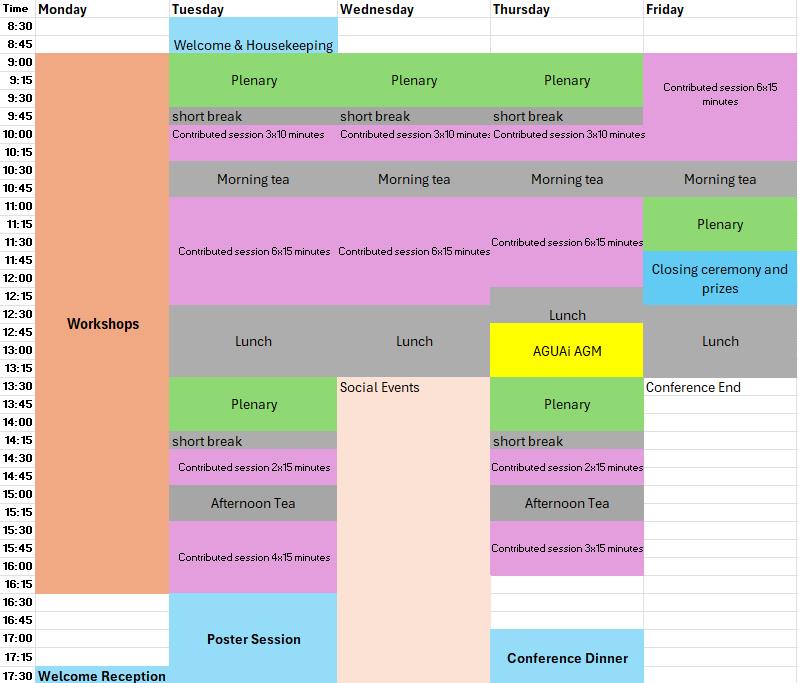 Time Monday Tuesday Wednesday Thursday Friday
8:30
8:45 Welcome & Housekeeping
9:00
9:15 Plenary Plenary Plenary Contributed session 6x15
9:30 minutes
9:45 short break short break short break
10:00 Contributed session 3x10 minutes Contributed session 3x10 minutes Contributed session 3x10 minutes
10:15
10:30 Morning tea Morning tea Morning tea Morning tea
10:45
11:00
11:15 Plenary
11:30 Contributed session 6x15 minutes
11:45 Contributed session 6x15 minutes Contributed session 6x15 minutes Closing ceremony and
12:00 prizes
12:15
12:30 Lunch
12:45 Workshops Lunch Lunch Lunch
13:00 AGUAi AGM
13:15
13:30 Social Events Conference End
13:45 Plenary Plenary
14:00
14:15 short break short break
14:30 Contributed session 2x15 minutes Contributed session 2x15 minutes
14:45
15:00 Afternoon Tea Afternoon Tea
15:15
15:30
15:45 Contributed session 4x15 minutes Contributed session 3x15 minutes
16:00
16:15
16:30
16:45
17:00 Poster Session
17:15 Conference Dinner
17:30 Welcome Reception